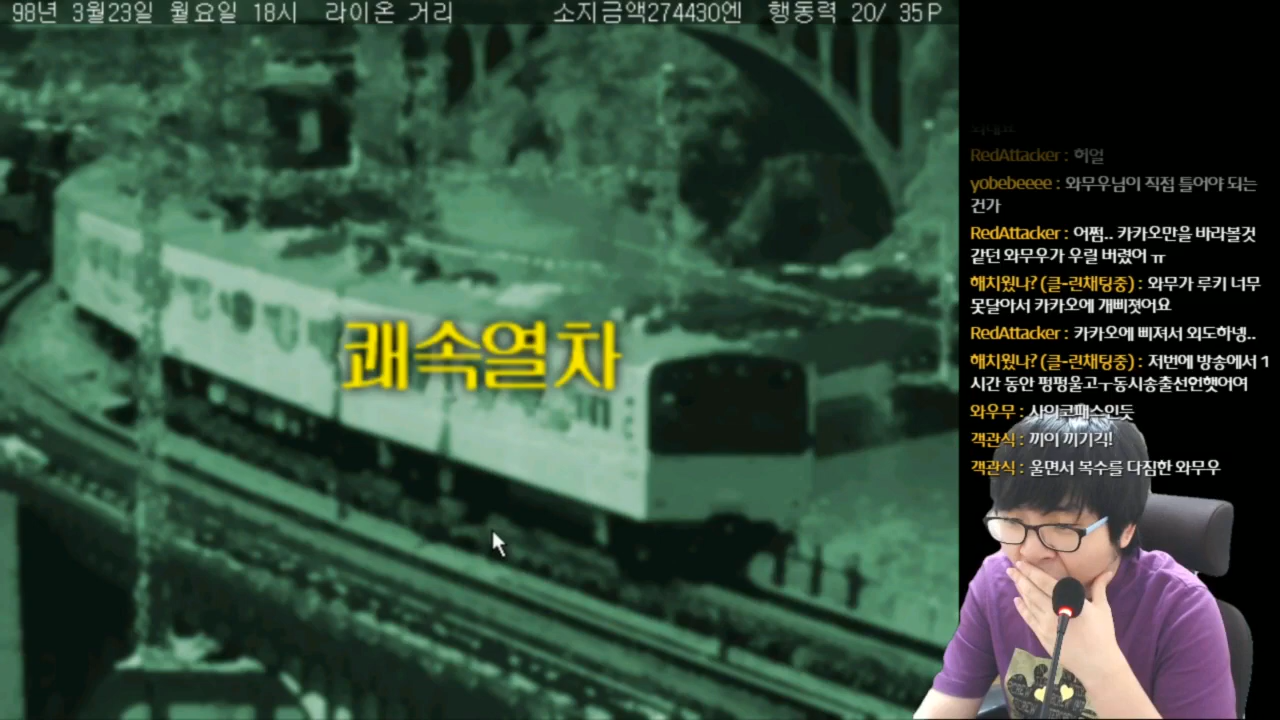 98년 3월23일 월요일 18시 라이온 거리 소지금액274430엔 행동력 20/ 35P
쾌속열차
RedAttacker : 허얼
yobebeeee : 와무우님이 직접 틀어야 되는
건가
RedAttacker : 어쩜.. 카카오만을 바라볼것
같던 와무우가 우릴 버렸어 ㅠ
해치웠나? (클-린채팅중) : 와무가 루키 너무
못달아서 카카오에 개삐졋어요
RedAttacker : 카카오에 삐져서 외도하넹..
해치웠나? (클-린채팅중) : 저번에 방송에서 1
시간 동안 펑펑울고ㅜ동시송출선언햇어여
와우무 : 사이코패스인듯
객관식 : 끼이 끼기긱!
객관식 : 울면서 복수를 다짐한 와무우